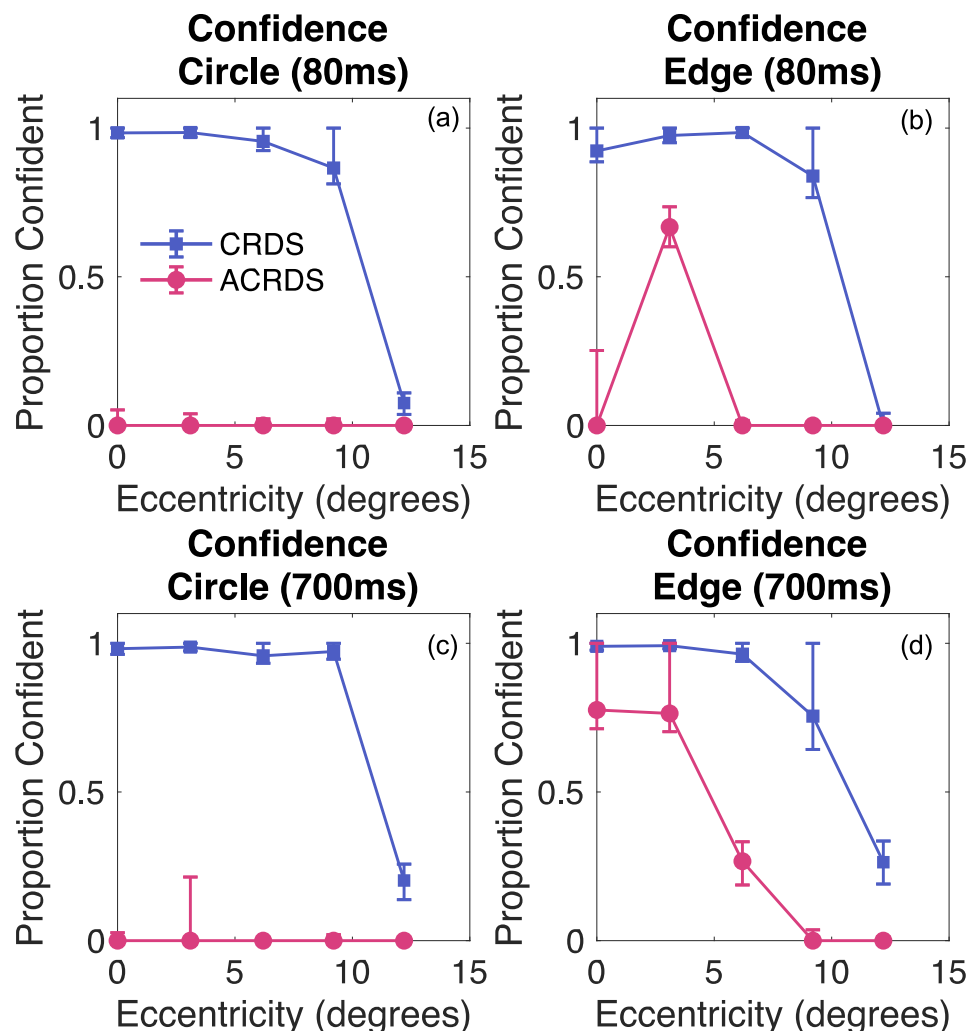 Confidence
Circle (80ms)
Confidence
Edge (80ms)
Proportion Confident
1
0.5
0
(a)
CRDS
ACRDS
0
5
10
15
Eccentricity (degrees)
Proportion Confident
1
0.5
0
(b)
0
5
10
15
Eccentricity (degrees)
Confidence
Circle (700ms)
Confidence
Edge (700ms)
Proportion Confident
1
0.5
0
(c)
0
5
10
15
Eccentricity (degrees)
Proportion Confident
1
0.5
0
(d)
0
5
10
15
Eccentricity (degrees)